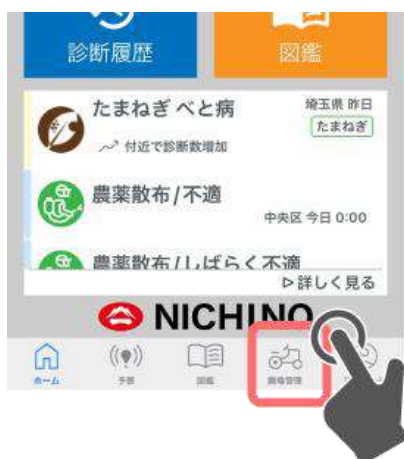 診断履歴
図鑑
たまねぎ べと病
埼玉県 昨日
たまねぎ
付近で診断数増加
農薬散布/不適
中央区 今日 0:00
農薬散布/しばらく不適
▷詳しく見る
NICHINO
ホーム
予察
図鑑
圃場管理